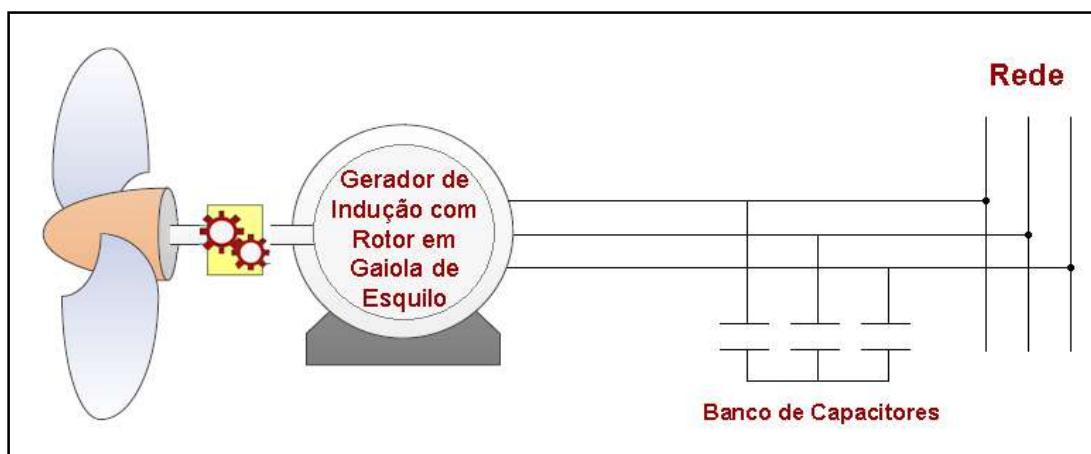 Rede
Gerador de
Indução com
Rotor em
Gaiola de
Esquilo
Banco de Capacitores